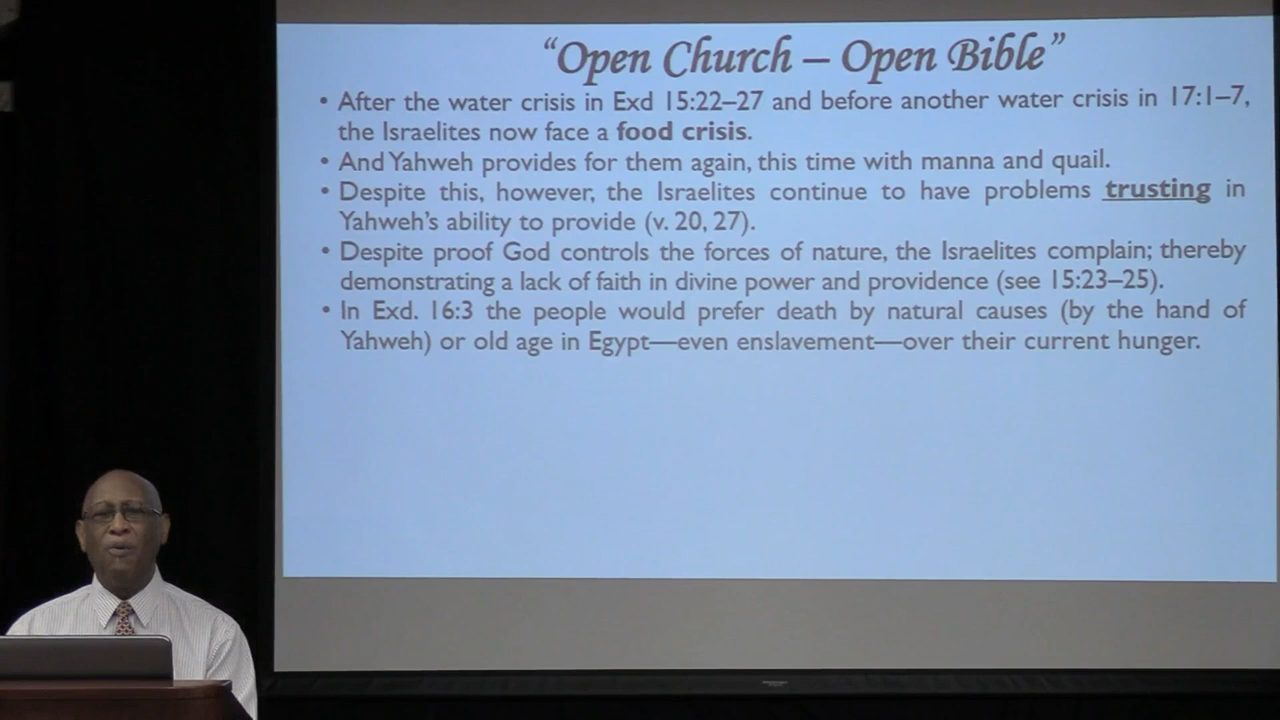 “Open Church – Open Bible”
• After the water crisis in Exd 15:22–27 and before another water crisis in 17:1–7,
the Israelites now face a food crisis.
• And Yahweh provides for them again, this time with manna and quail.
• Despite this, however, the Israelites continue to have problems trusting in
Yahweh’s ability to provide (v. 20, 27).
• Despite proof God controls the forces of nature, the Israelites complain; thereby
demonstrating a lack of faith in divine power and providence (see 15:23–25).
• In Exd. 16:3 the people would prefer death by natural causes (by the hand of
Yahweh) or old age in Egypt—even enslavement—over their current hunger.